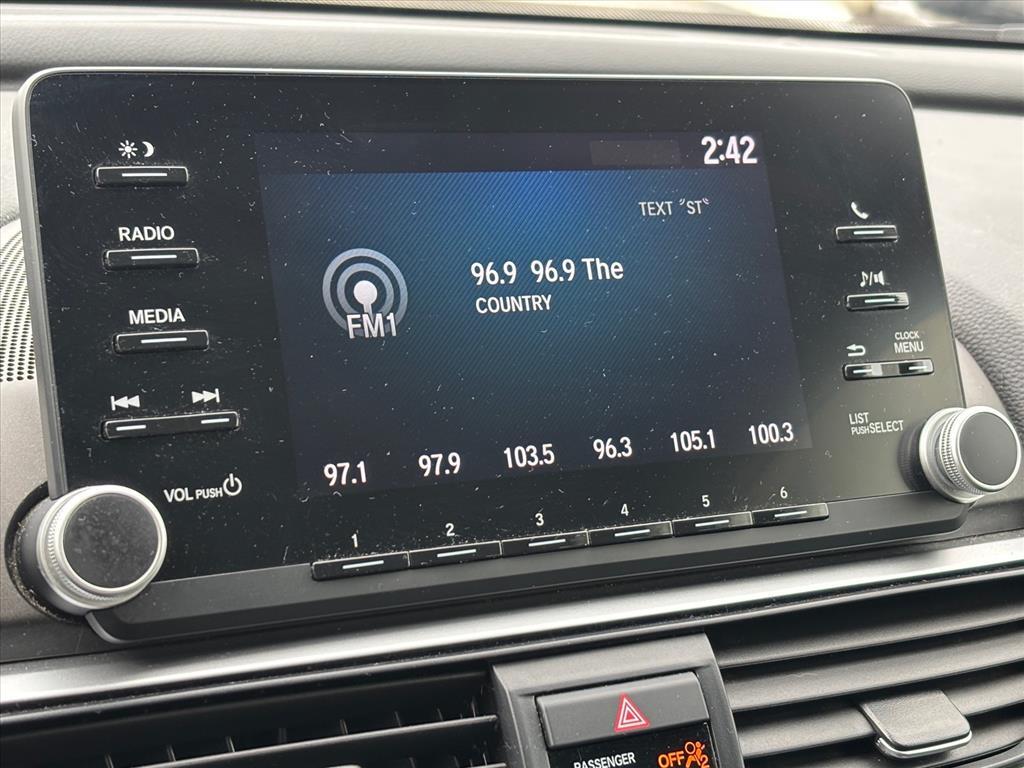 2:42
TEXT "ST"
RADIO
96.9 96.9 The
COUNTRY
FM1
MEDIA
CLOCK
MENU
LIST
PUSH SELECT
VOL PUSH
97.1 97.9 103.5 96.3 105.1 100.3
1 2 3 4 5 6
PASSENGER
OFF 2